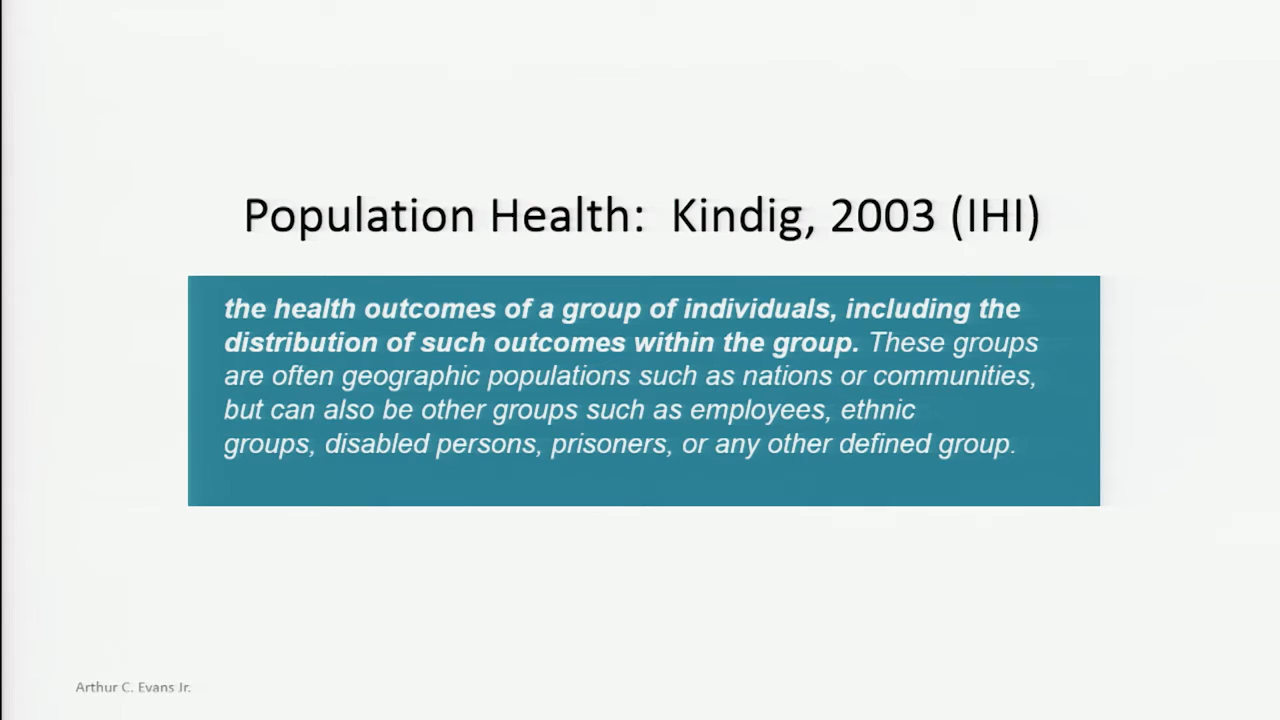 Population Health:  Kindig, 2003 (IHI)
the health outcomes of a group of individuals, including the
distribution of such outcomes within the group. These groups
are often geographic populations such as nations or communities,
but can also be other groups such as employees, ethnic
groups, disabled persons, prisoners, or any other defined group.
Arthur C. Evans Jr.